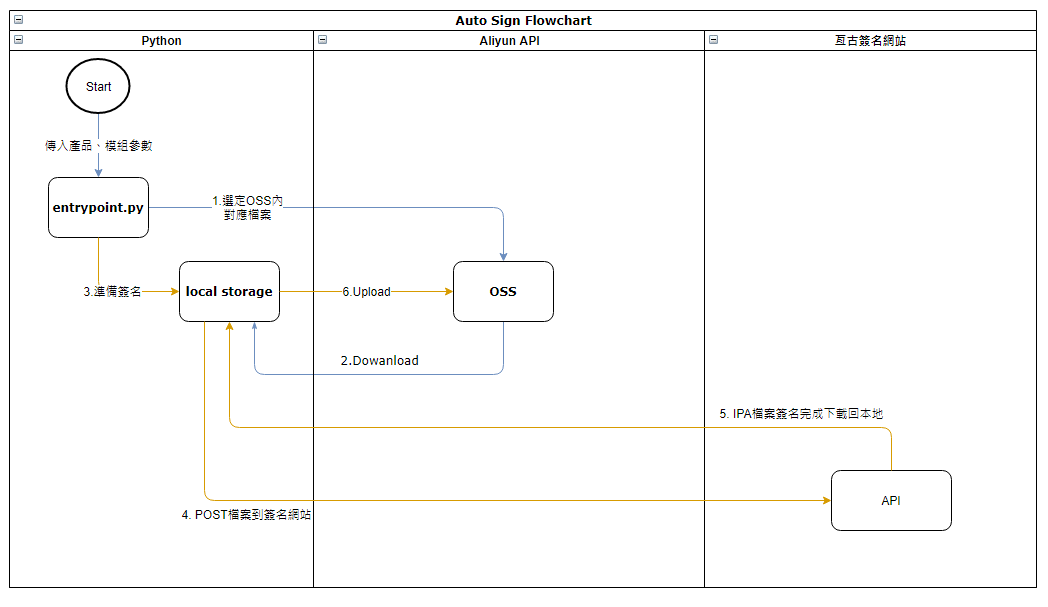 Auto Sign Flowchart
Python
Aliyun API
亙古簽名網站
Start
傳入產品、模組參數
entrypoint.py
1.選定OSS內
對應檔案
3.準備簽名
local storage
6.Upload
OSS
2.Dowanload
5. IPA檔案簽名完成下載回本地
API
4. POST檔案到簽名網站